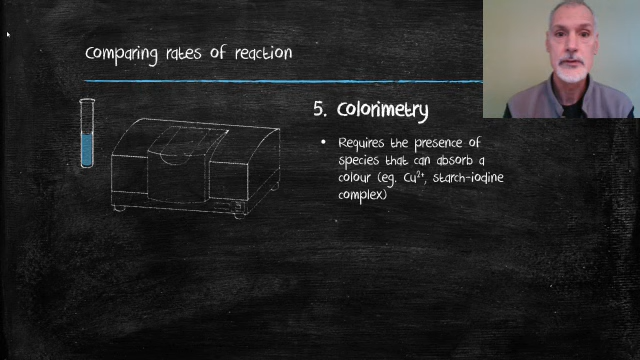 Comparing rates of reaction
5. Colorimetry
• Requires the presence of
species that can absorb a
colour (eg. Cu²⁺, starch-iodine
complex)